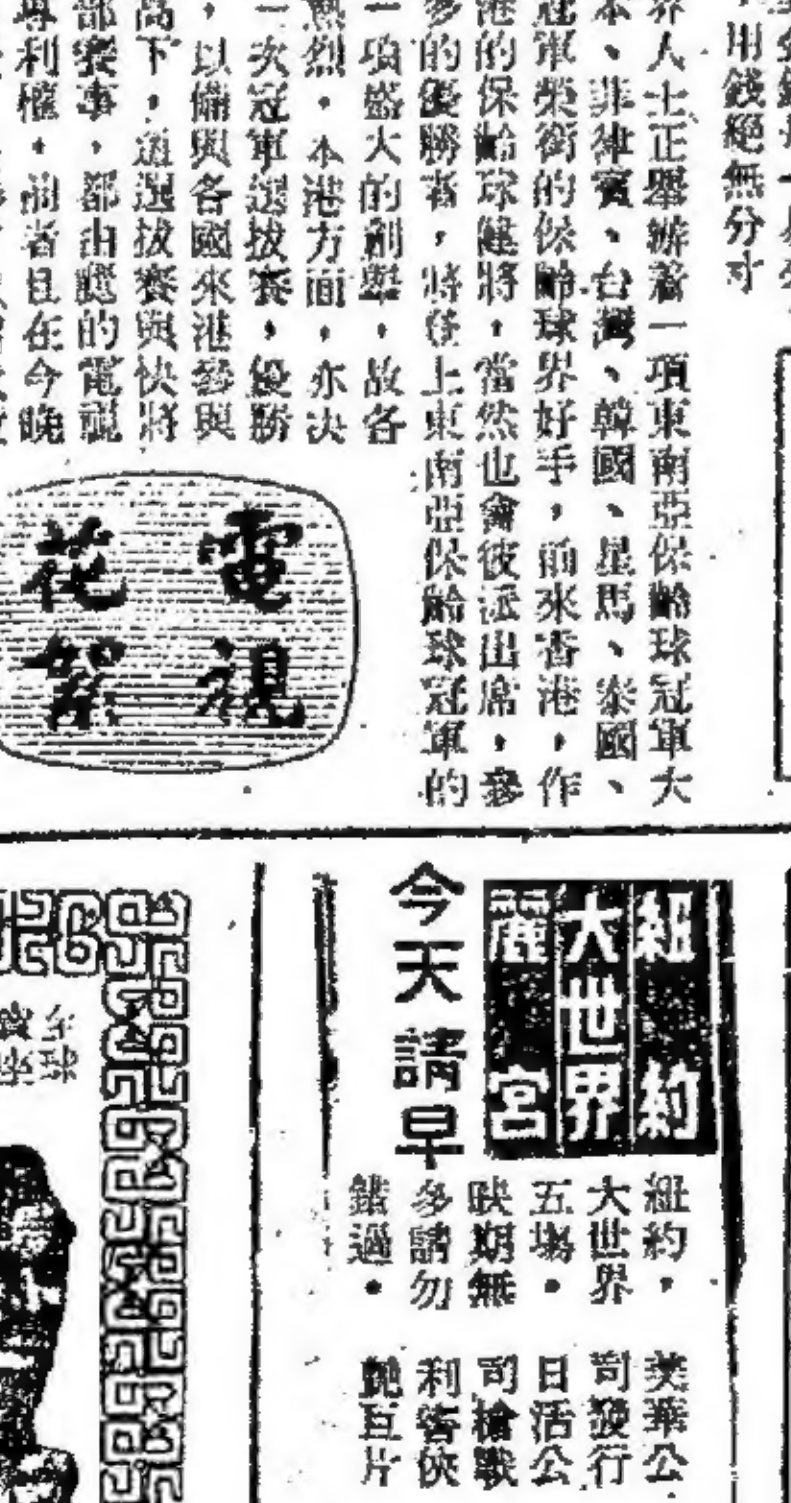 用錢絕無分寸
界人士正舉辦着一項東南亞保齡球冠軍大
本、菲律賓、台灣、韓國、星馬、泰國、
冠軍榮銜的保齡球界好手，前來香港，作
港的保齡球健將，當然也會被派出席，參
多的優勝者，將登上東南亞保齡球冠軍的
一項盛大的創舉，故各
熱烈。本港方面，亦決
一次冠軍選拔賽，優勝
，以備與各國來港參與
高下，這選拔賽與快將
部賽事，都由麗的電視
專利權，前者且在今晚
電視
花絮
紐約
大世界
麗宮
今天請早
紐約，
大世界
五場。
映期無
多請勿
錯過。
美華公
司發行
日活公
司槍戰
利害俠
艷巨片